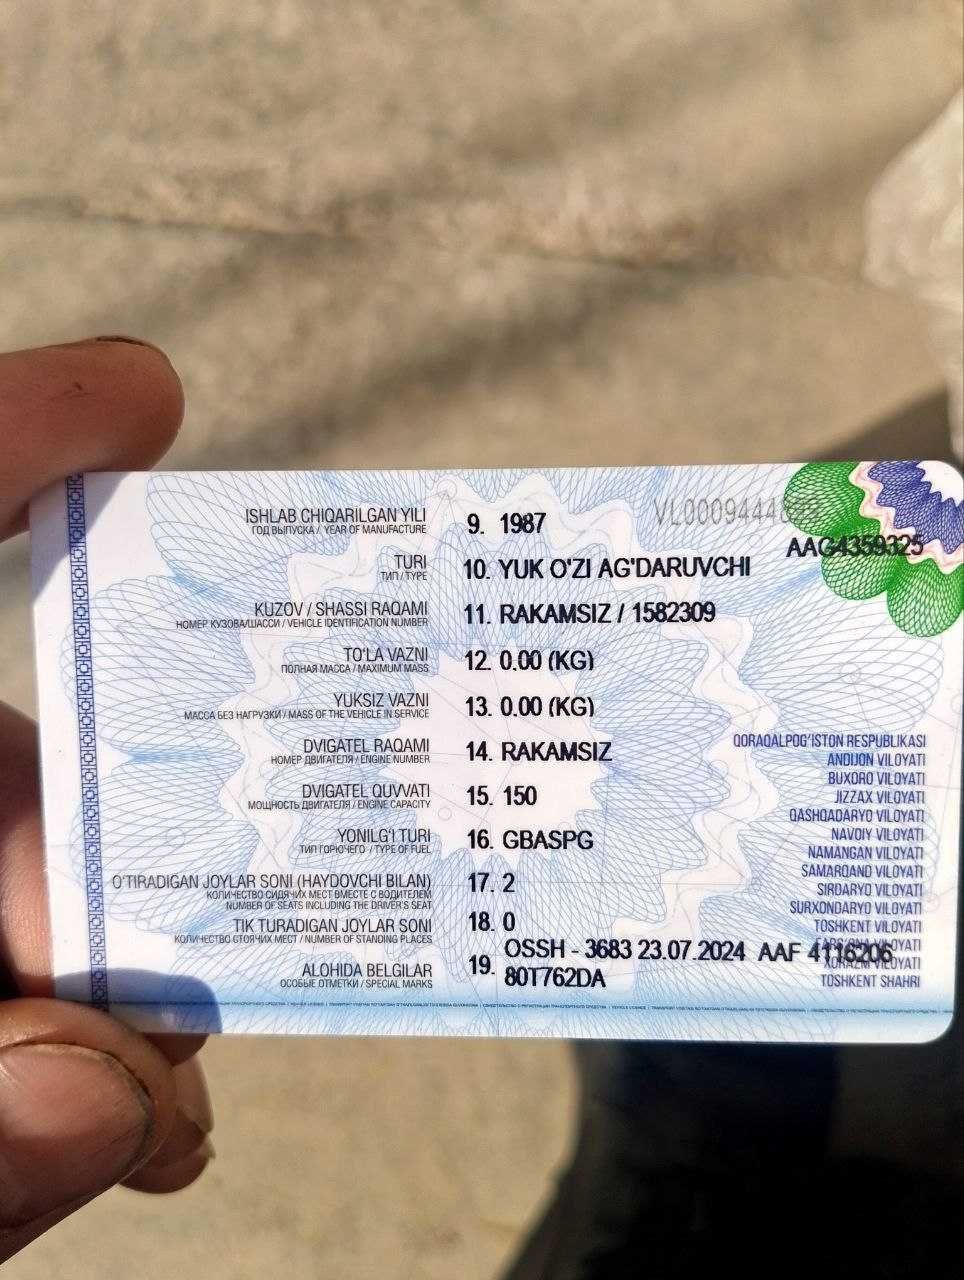 VL0009444
AAG4359325
ISHLAB CHIQARILGAN YILI
ГОД ВЫПУСКА / YEAR OF MANUFACTURE
9. 1987
TURI
ТИП / TYPE
10. YUK O'ZI AG'DARUVCHI
KUZOV / SHASSI RAQAMI
НОМЕР КУЗОВА/ШАССИ / VEHICLE IDENTIFICATION NUMBER
11. RAKAMSIZ / 1582309
TO'LA VAZNI
ПОЛНАЯ МАССА / MAXIMUM MASS
12. 0.00 (KG)
YUKSIZ VAZNI
МАССА БЕЗ НАГРУЗКИ / MASS OF THE VEHICLE IN SERVICE
13. 0.00 (KG)
DVIGATEL RAQAMI
НОМЕР ДВИГАТЕЛЯ / ENGINE NUMBER
14. RAKAMSIZ
DVIGATEL QUVVATI
МОЩНОСТЬ ДВИГАТЕЛЯ / ENGINE CAPACITY
15. 150
YONILG'I TURI
ТИП ГОРЮЧЕГО / TYPE OF FUEL
16. GBASPG
O'TIRADIGAN JOYLAR SONI (HAYDOVCHI BILAN)
КОЛИЧЕСТВО СИДЯЧИХ МЕСТ ВМЕСТЕ С ВОДИТЕЛЕМ
NUMBER OF SEATS INCLUDING THE DRIVER'S SEAT
17. 2
TIK TURADIGAN JOYLAR SONI
КОЛИЧЕСТВО СТОЯЧИХ МЕСТ / NUMBER OF STANDING PLACES
18. 0
ALOHIDA BELGILAR
ОСОБЫЕ ОТМЕТКИ / SPECIAL MARKS
19. OSSH - 3683 23.07.2024 AAF 4116206
80T762DA
QORAQALPOG'ISTON RESPUBLIKASI
ANDIJON VILOYATI
BUXORO VILOYATI
JIZZAX VILOYATI
QASHQADARYO VILOYATI
NAVOIY VILOYATI
NAMANGAN VILOYATI
SAMARQAND VILOYATI
SIRDARYO VILOYATI
SURXONDARYO VILOYATI
TOSHKENT VILOYATI
FARG'ONA VILOYATI
XORAZM VILOYATI
TOSHKENT SHAHRI